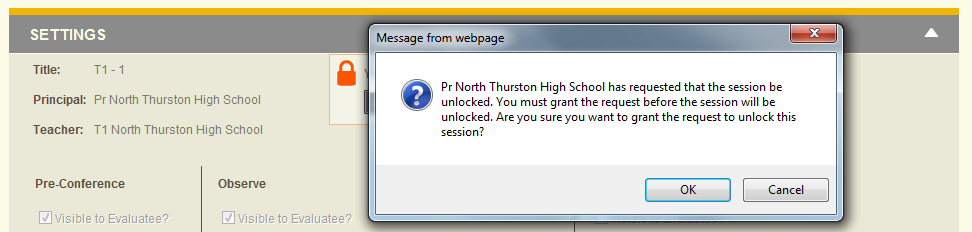 SETTINGS
Message from webpage
Title: T1 - 1
Principal: Pr North Thurston High School
Teacher: T1 North Thurston High School
Pr North Thurston High School has requested that the session be
unlocked. You must grant the request before the session will be
unlocked. Are you sure you want to grant the request to unlock this
session?
OK Cancel
Pre-Conference Observe
Visible to Evaluatee? Visible to Evaluatee? Visible to Evaluatee?